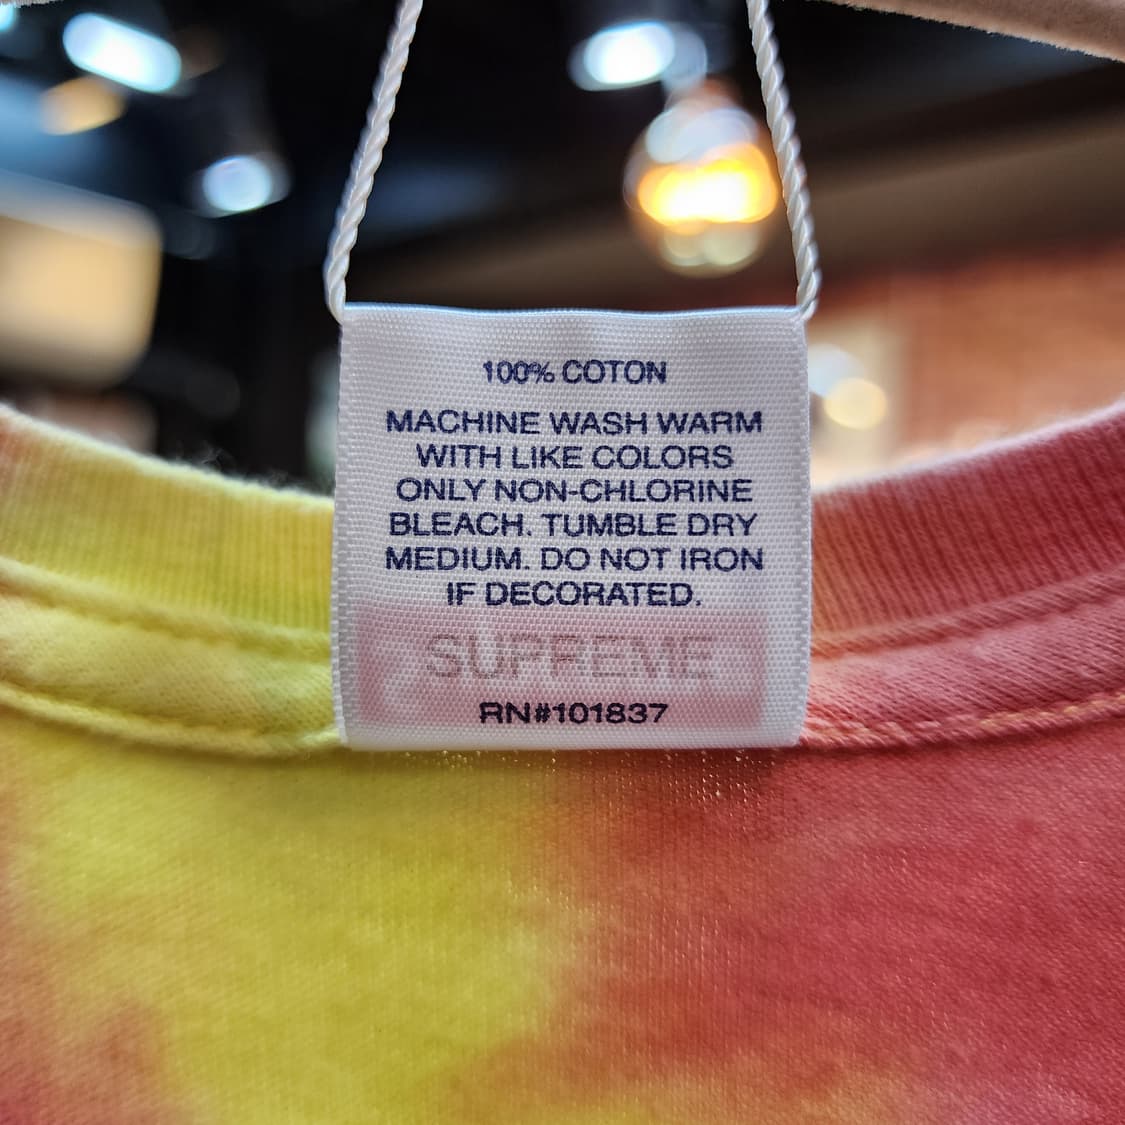 100% COTON
MACHINE WASH WARM
WITH LIKE COLORS
ONLY NON-CHLORINE
BLEACH. TUMBLE DRY
MEDIUM. DO NOT IRON
IF DECORATED.
SUPREME
RN#101837